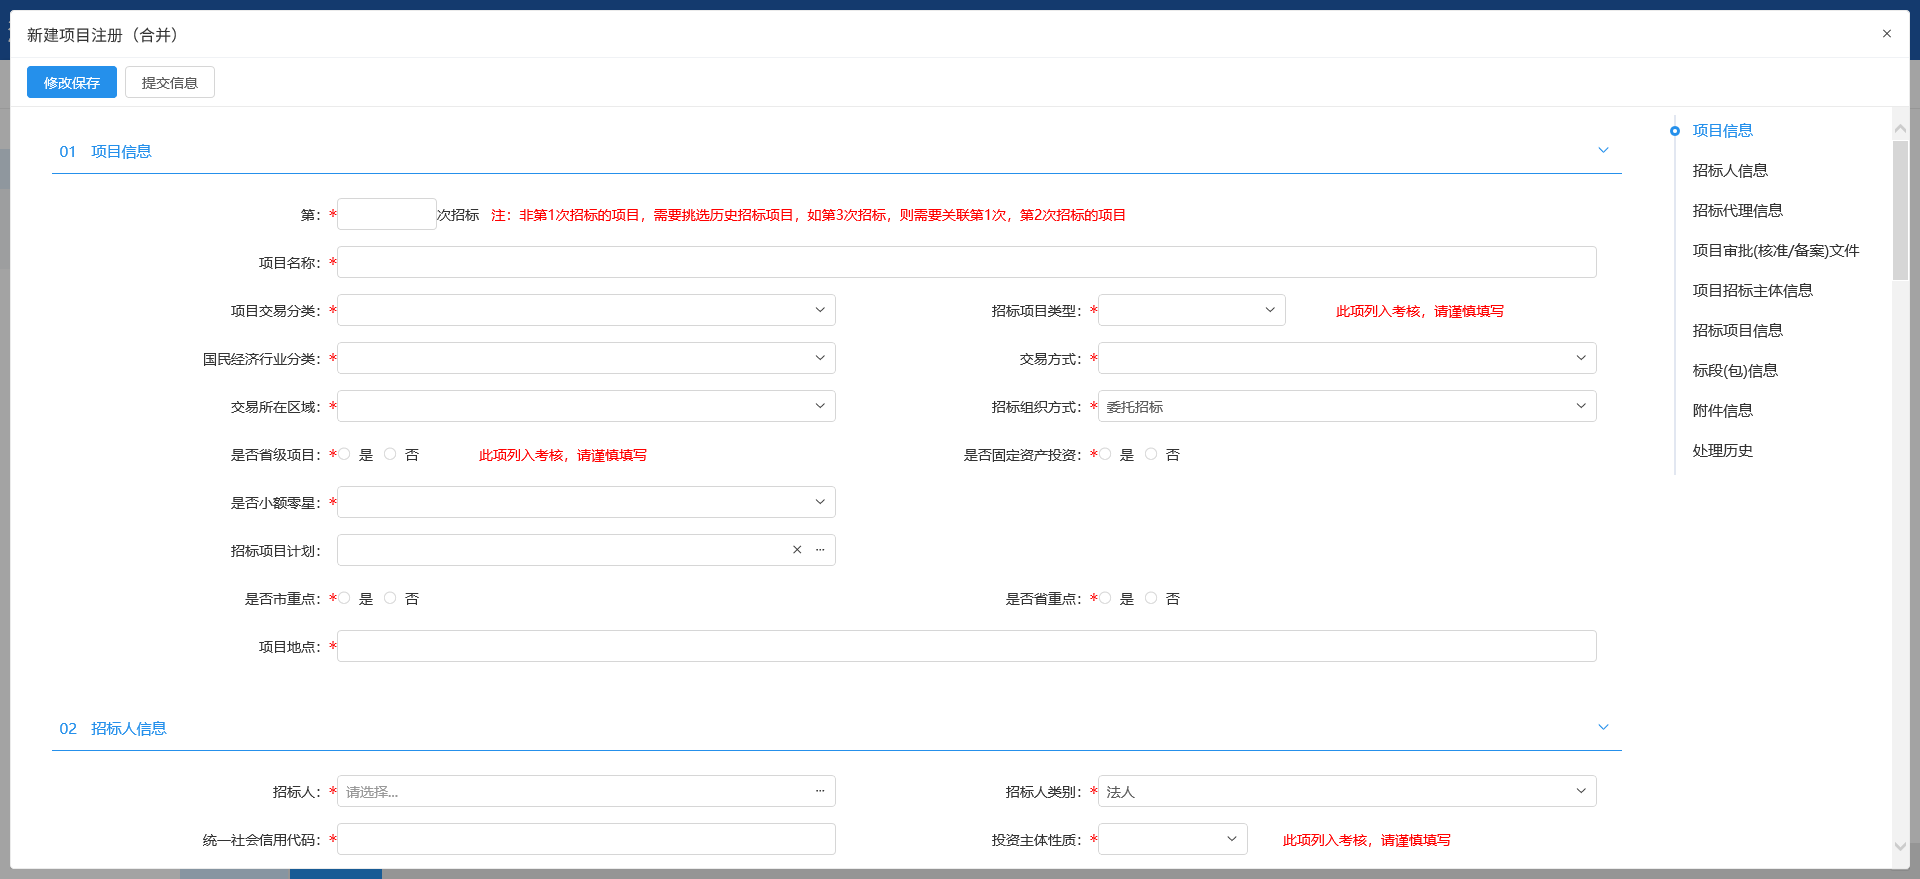 新建项目注册（合并）
修改保存 提交信息
01 项目信息
第：*次招标 注：非第1次招标的项目，需要挑选历史招标项目，如第3次招标，则需要关联第1次，第2次招标的项目
项目名称：*
项目交易分类：* 招标项目类型：* 此项列入考核，请谨慎填写
国民经济行业分类：* 交易方式：*
交易所在区域：* 招标组织方式：* 委托招标
是否省级项目：* 是 否 此项列入考核，请谨慎填写 是否固定资产投资：* 是 否
是否小额零星：*
招标项目计划：
是否市重点：* 是 否 是否省重点：* 是 否
项目地点：*
02 招标人信息
招标人：* 请选择... 招标人类别：* 法人
统一社会信用代码：* 投资主体性质：* 此项列入考核，请谨慎填写
项目信息
招标人信息
招标代理信息
项目审批(核准/备案)文件
项目招标主体信息
招标项目信息
标段(包)信息
附件信息
处理历史